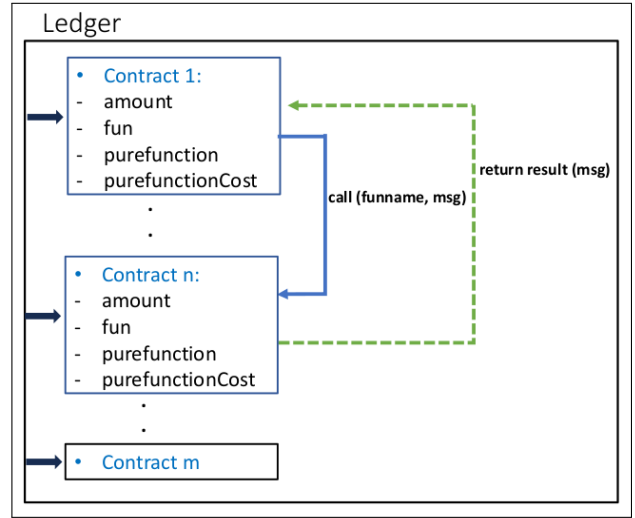 Ledger
• Contract 1:
- amount
- fun
- purefunction
- purefunctionCost
return result (msg)
call (funname, msg)
• Contract n:
- amount
- fun
- purefunction
- purefunctionCost
• Contract m